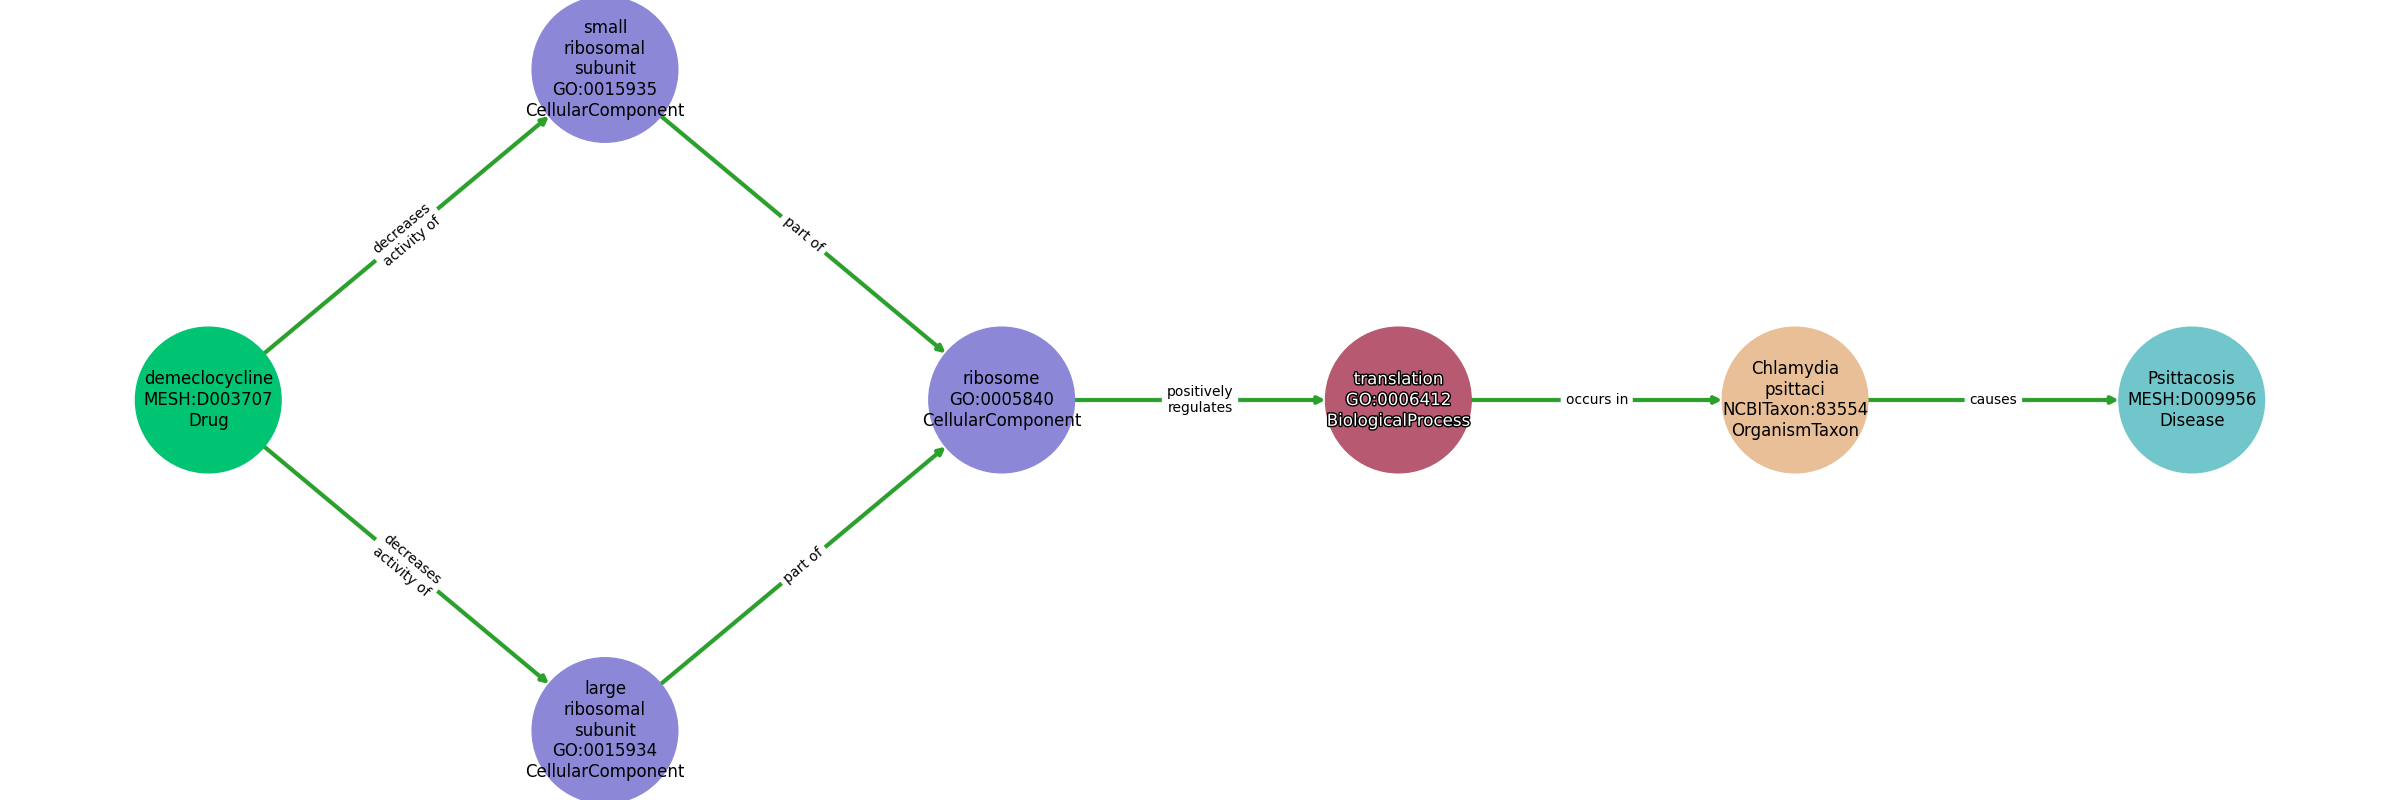 small
ribosomal
subunit
GO:0015935
CellularComponent
decreases
activity of
part of
demeclocycline
MESH:D003707
Drug
ribosome
GO:0005840
CellularComponent
positively
regulates
translation
GO:0006412
BiologicalProcess
occurs in
Chlamydia
psittaci
NCBITaxon:83554
OrganismTaxon
causes
Psittacosis
MESH:D009956
Disease
decreases
activity of
part of
large
ribosomal
subunit
GO:0015934
CellularComponent